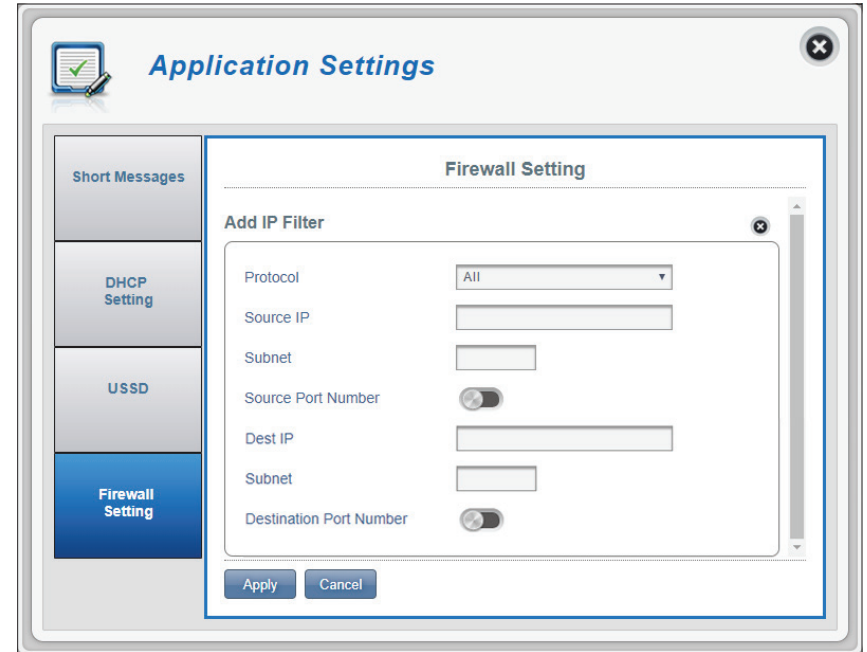 Application Settings
Short Messages
DHCP
Setting
USSD
Firewall
Setting
Firewall Setting
Add IP Filter
Protocol All
Source IP
Subnet
Source Port Number
Dest IP
Subnet
Destination Port Number
Apply Cancel